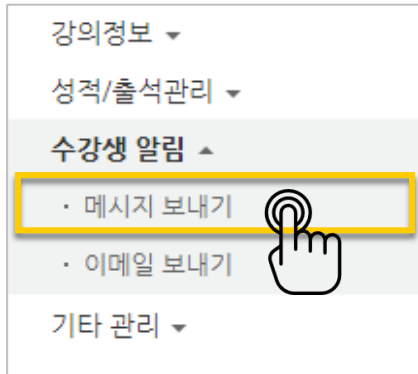 강의정보 ▾
성적/출석관리 ▾
수강생 알림 ▴
· 메시지 보내기
· 이메일 보내기
기타 관리 ▾